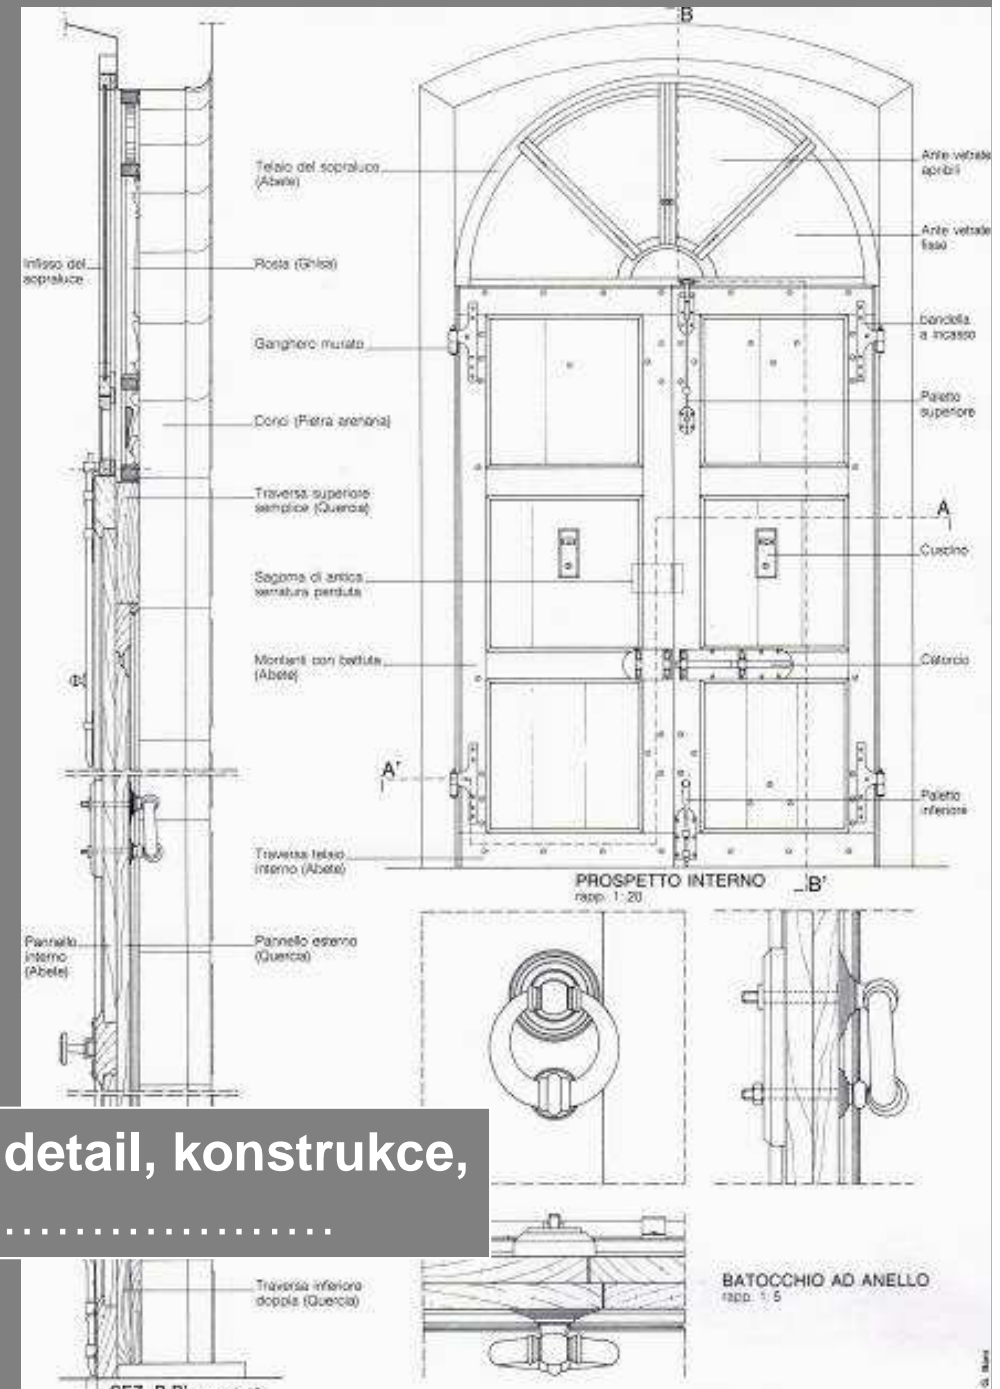 B
Telaio del sopraluce
(Abete)
Ante vetrate
apribili
Ante vetrate
fisse
Infisso del
sopraluce
Rosta (Ghisa)
Ganghero murato
bandella
a incasso
Paletto
superiore
Conci (Pietra arenaria)
Traversa superiore
semplice (Quercia)
A
Cuscino
Sagoma di antica
serratura perduta
Montanti con battuta
(Abete)
Catorcio
A'
Paletto
inferiore
Traversa telaio
interno (Abete)
PROSPETTO INTERNO
rapp. 1:20
B'
Pannello
interno
(Abete)
Pannello esterno
(Quercia)
detail, konstrukce,
...................
Traversa inferiore
doppia (Quercia)
BATOCCHIO AD ANELLO
rapp. 1:5